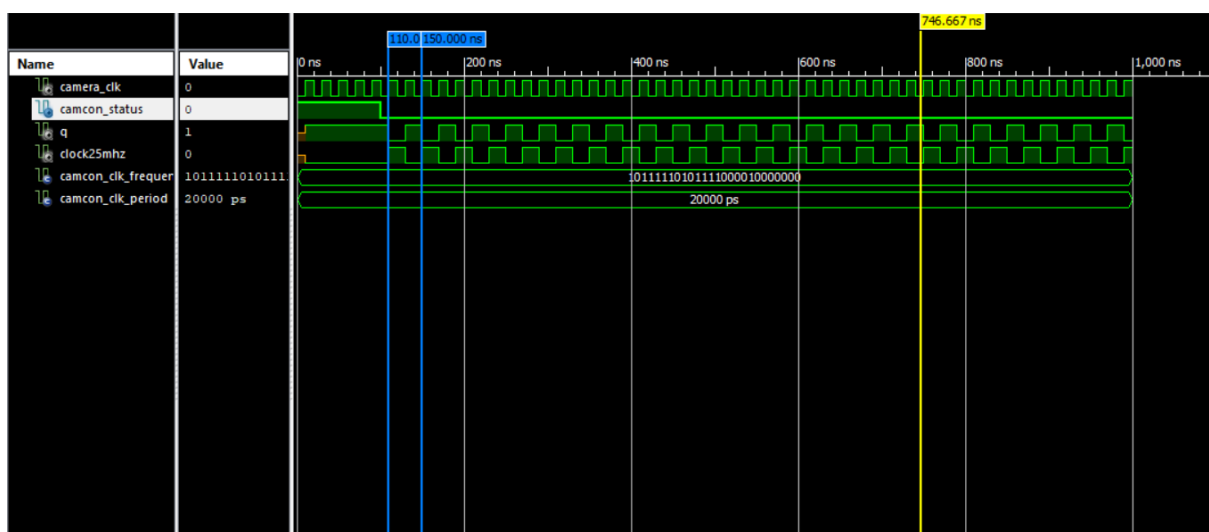 746.667 ns
110.0 150.000 ns
Name Value 0 ns 200 ns 400 ns 600 ns 800 ns 1,000 ns
camera_clk 0
camcon_status 0
q 1
clock25mhz 0
camcon_clk_frequer 1011111010111. 10111110101111000010000000
camcon_clk_period 20000 ps 20000 ps